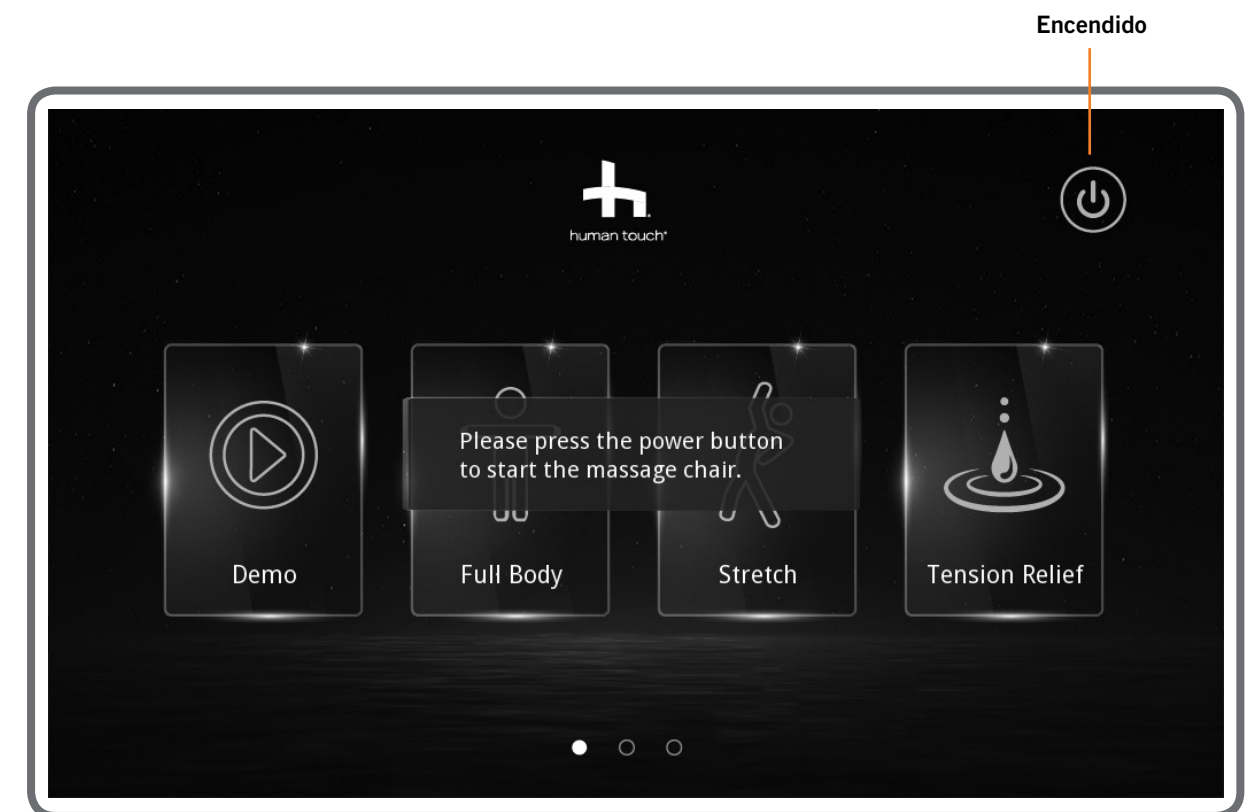 Encendido
human touch®
Please press the power button
to start the massage chair.
Demo
Full Body
Stretch
Tension Relief